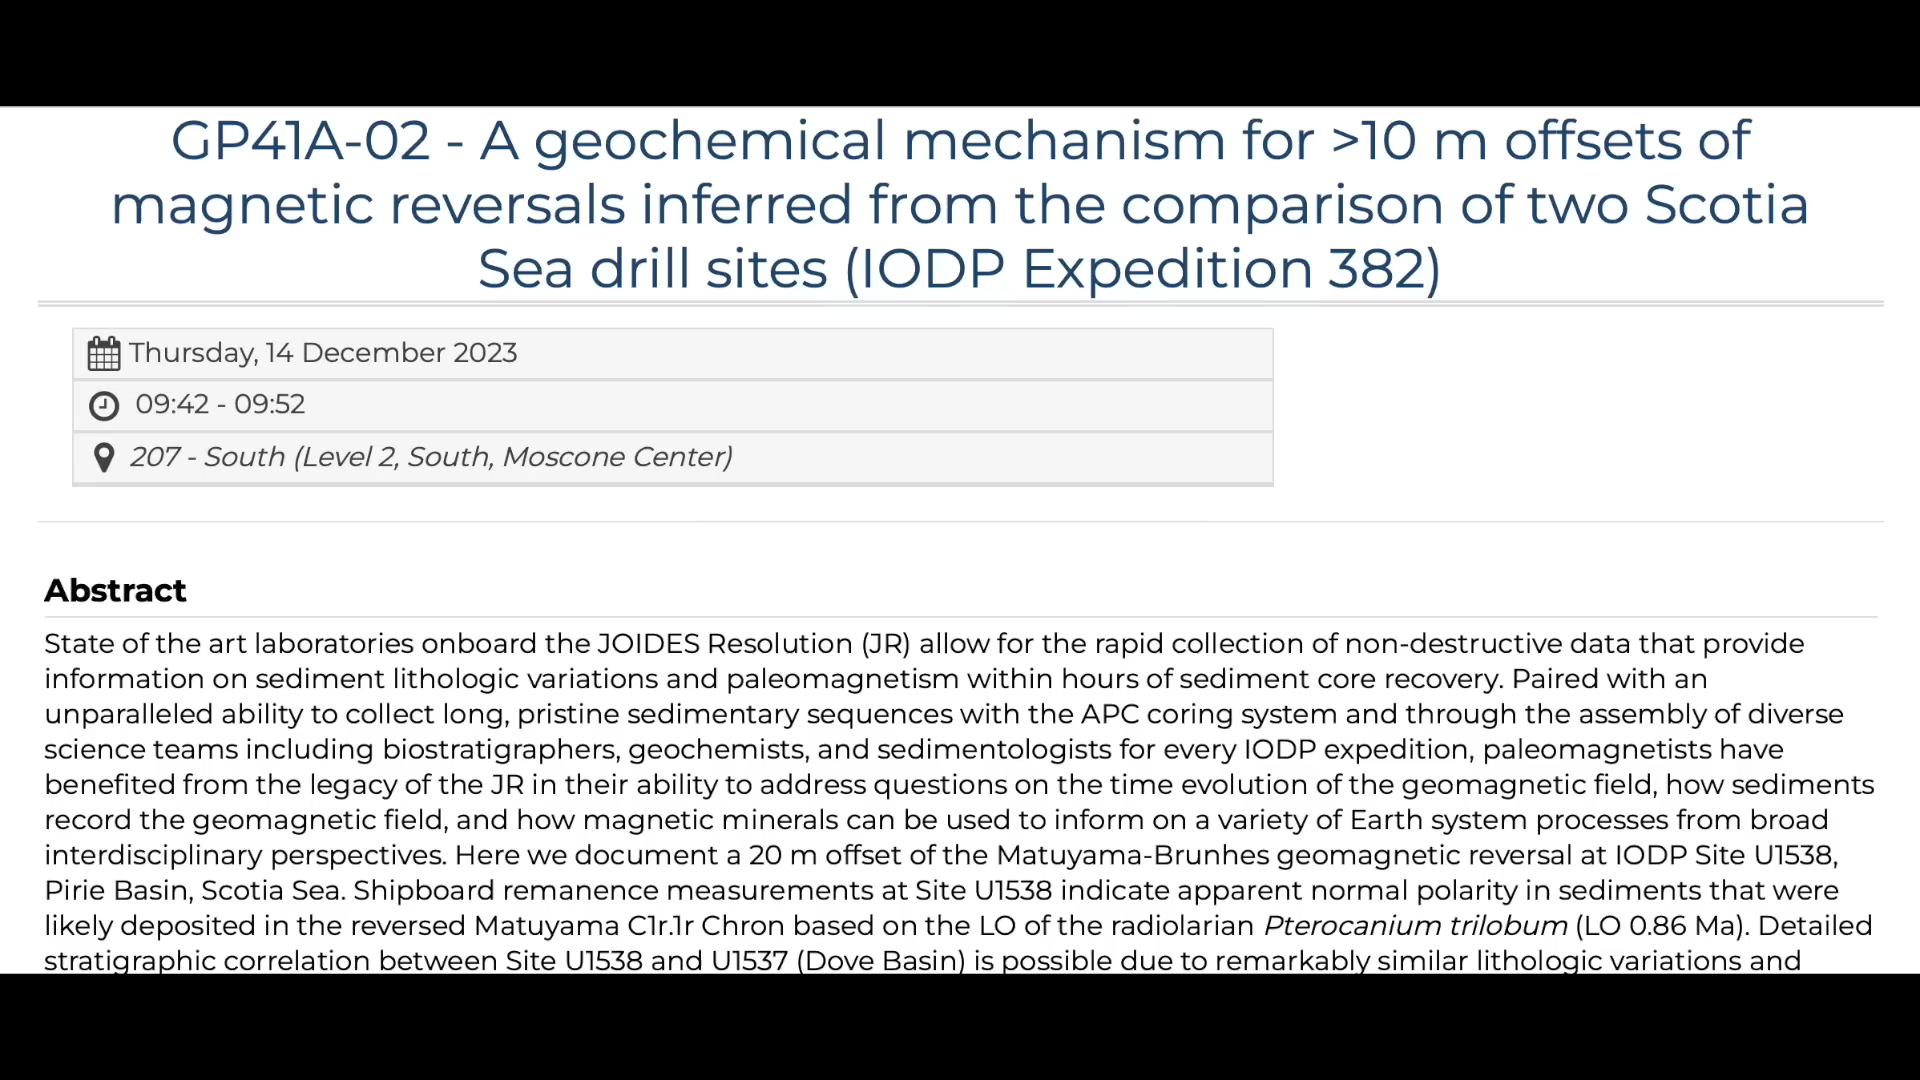 GP41A-02 - A geochemical mechanism for >10 m offsets of
magnetic reversals inferred from the comparison of two Scotia
Sea drill sites (IODP Expedition 382)
Thursday, 14 December 2023
09:42 - 09:52
207 - South (Level 2, South, Moscone Center)
Abstract
State of the art laboratories onboard the JOIDES Resolution (JR) allow for the rapid collection of non-destructive data that provide
information on sediment lithologic variations and paleomagnetism within hours of sediment core recovery. Paired with an
unparalleled ability to collect long, pristine sedimentary sequences with the APC coring system and through the assembly of diverse
science teams including biostratigraphers, geochemists, and sedimentologists for every IODP expedition, paleomagnetists have
benefited from the legacy of the JR in their ability to address questions on the time evolution of the geomagnetic field, how sediments
record the geomagnetic field, and how magnetic minerals can be used to inform on a variety of Earth system processes from broad
interdisciplinary perspectives. Here we document a 20 m offset of the Matuyama-Brunhes geomagnetic reversal at IODP Site U1538,
Pirie Basin, Scotia Sea. Shipboard remanence measurements at Site U1538 indicate apparent normal polarity in sediments that were
likely deposited in the reversed Matuyama C1r.1r Chron based on the LO of the radiolarian Pterocanium trilobum (LO 0.86 Ma). Detailed
stratigraphic correlation between Site U1538 and U1537 (Dove Basin) is possible due to remarkably similar lithologic variations and